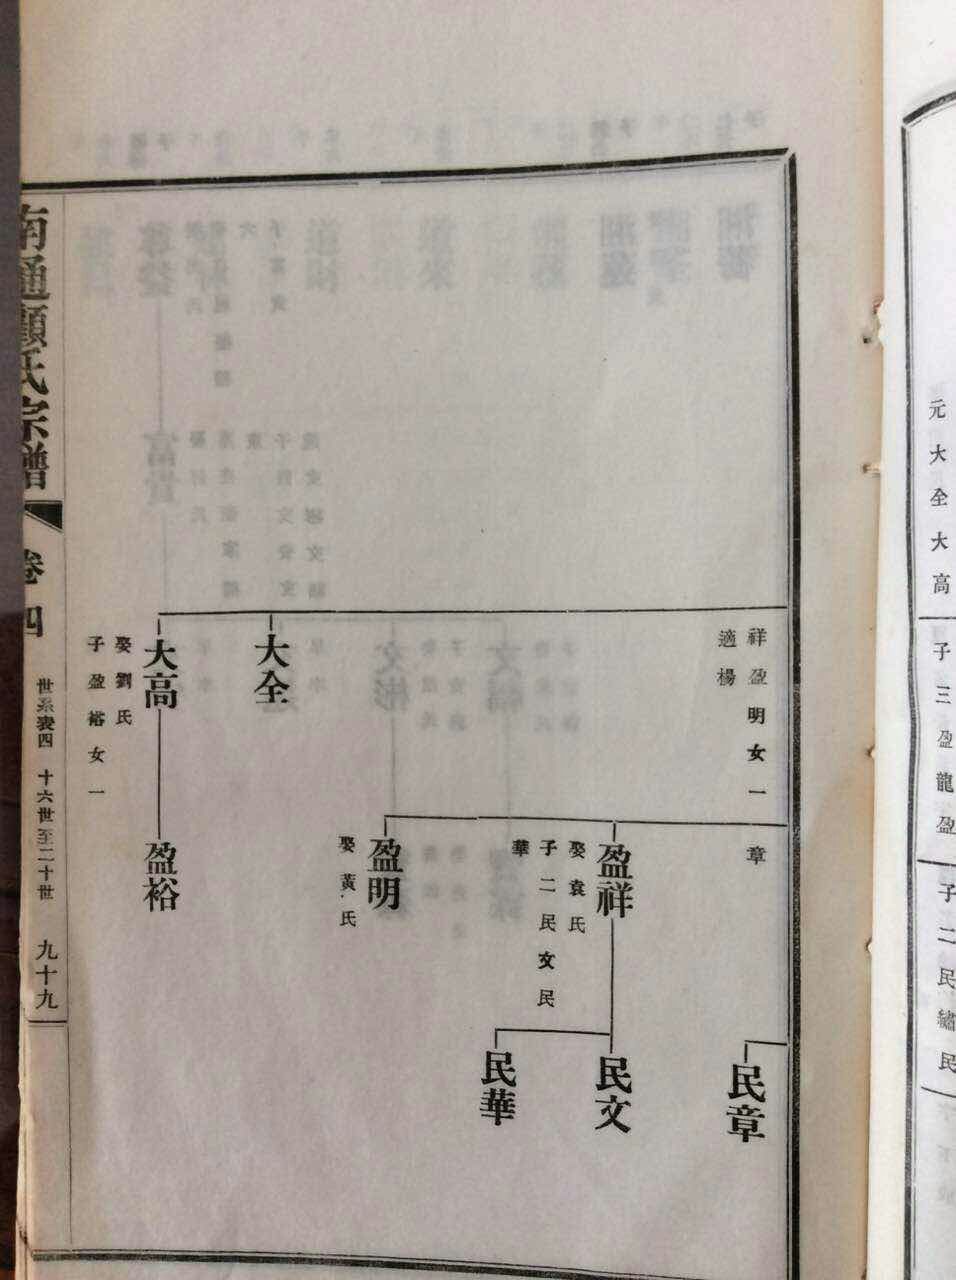 元大全大高
子三盈龍盈
子二民繡民
祥盈明女一
適楊
章
民章
盈祥
娶袁氏
子二民文民
華
民文
民華
盈明
娶黃氏
大全
大高
娶劉氏
子盈裕女一
盈裕
南通顧氏宗譜
卷四
世系表四 十六世至二十世
九十九